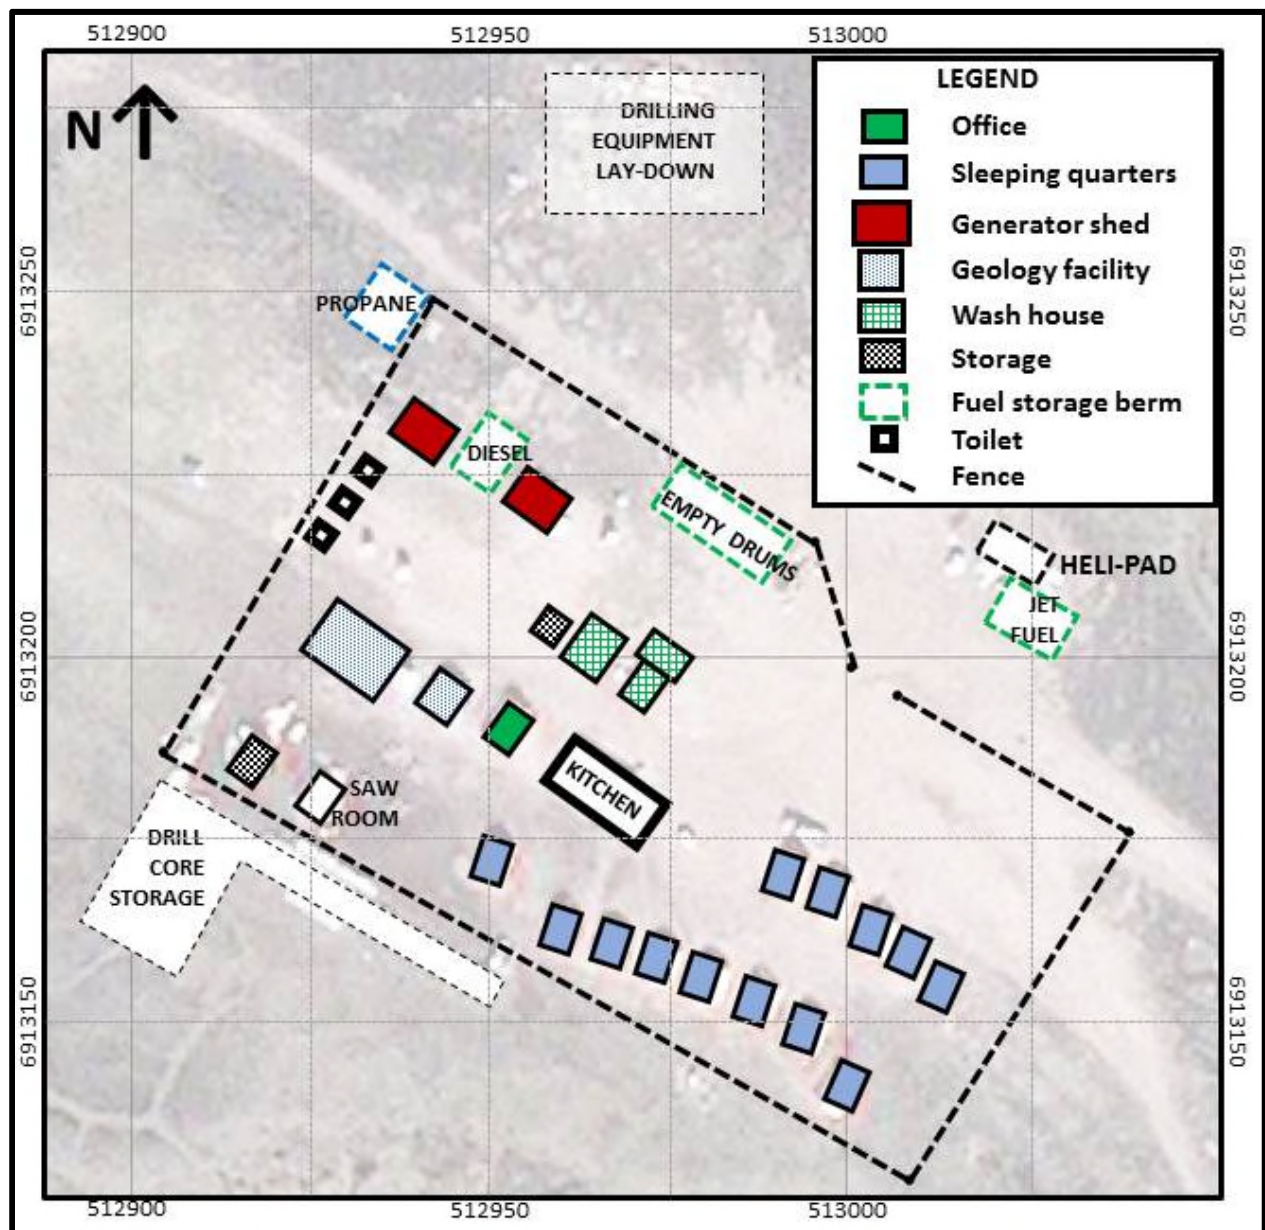 512900 512950 513000
N
DRILLING
EQUIPMENT
LAY-DOWN
LEGEND
Office
Sleeping quarters
Generator shed
Geology facility
Wash house
Storage
Fuel storage berm
Toilet
Fence
6913250
6913250
PROPANE
DIESEL
EMPTY DRUMS
HELI-PAD
JET
FUEL
6913200
6913200
KITCHEN
SAW
ROOM
DRILL
CORE
STORAGE
6913150
6913150
512900 512950 513000